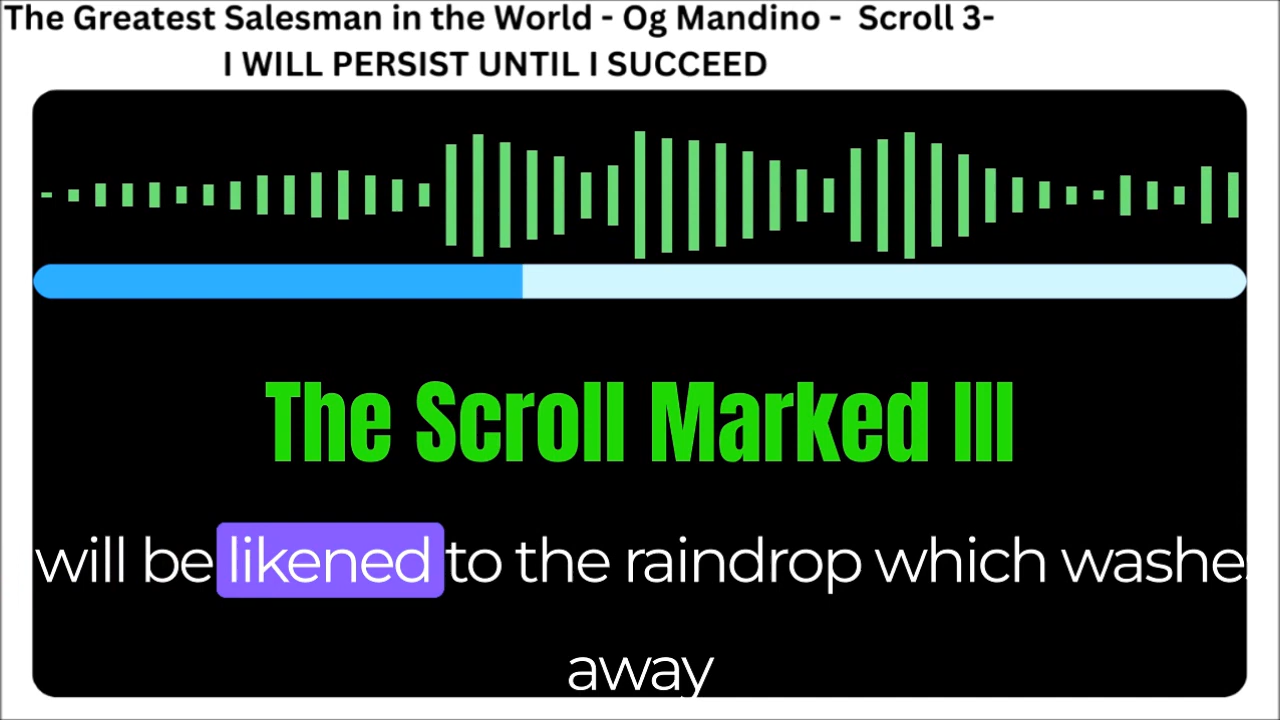 The Greatest Salesman in the World - Og Mandino - Scroll 3-
I WILL PERSIST UNTIL I SUCCEED
The Scroll Marked III
will be likened to the raindrop which washes
away